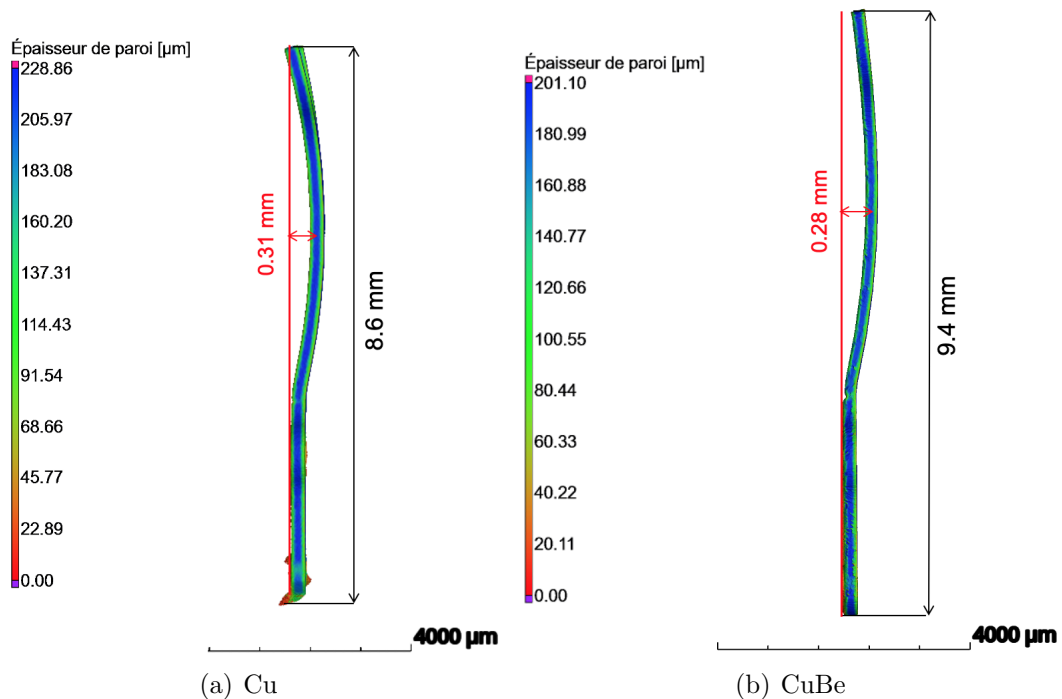 Épaisseur de paroi [µm]
228.86
205.97
183.08
160.20
137.31
114.43
91.54
68.66
45.77
22.89
0.00
0.31 mm
8.6 mm
4000 µm
(a) Cu
Épaisseur de paroi [µm]
201.10
180.99
160.88
140.77
120.66
100.55
80.44
60.33
40.22
20.11
0.00
0.28 mm
9.4 mm
4000 µm
(b) CuBe